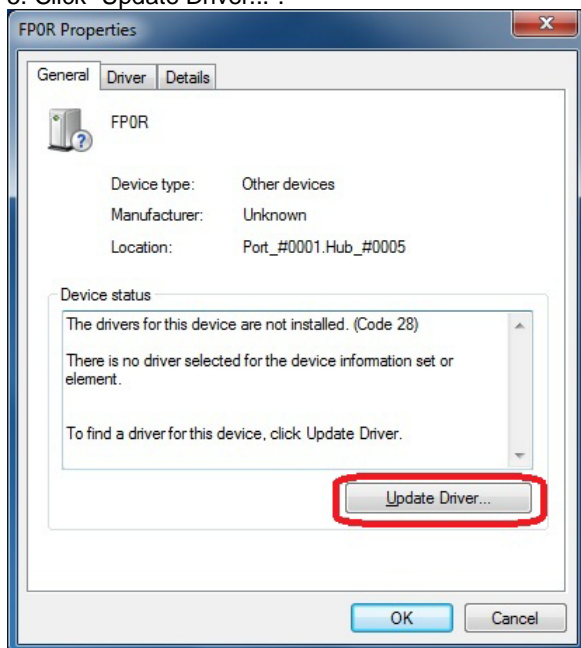 FP0R Properties
General Driver Details
FP0R
Device type: Other devices
Manufacturer: Unknown
Location: Port_#0001.Hub_#0005
Device status
The drivers for this device are not installed. (Code 28)
There is no driver selected for the device information set or
element.
To find a driver for this device, click Update Driver.
Update Driver...
OK Cancel